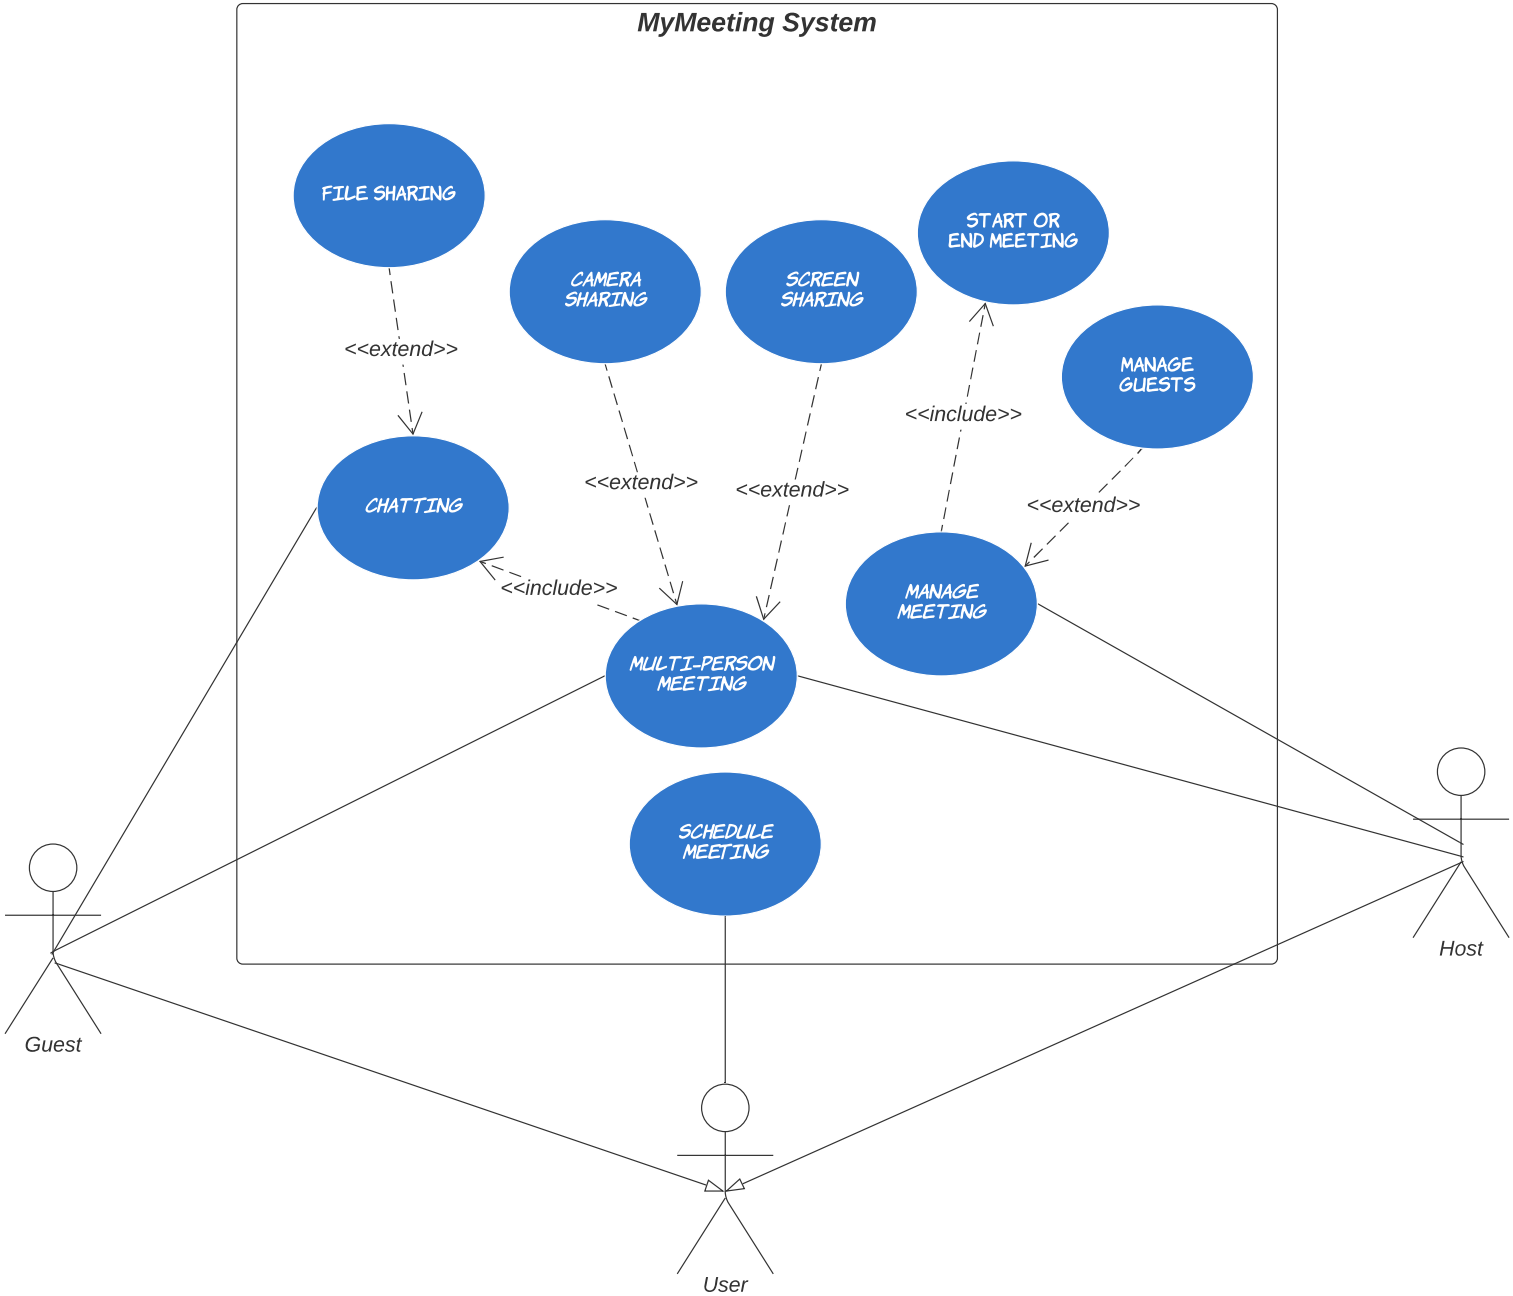 MyMeeting System
FILE SHARING
START OR
END MEETING
CAMERA
SHARING
SCREEN
SHARING
<<extend>>
MANAGE
GUESTS
<<include>>
<<extend>>
<<extend>>
CHATTING
<<extend>>
<<include>>
MANAGE
MEETING
MULTI-PERSON
MEETING
SCHEDULE
MEETING
Host
Guest
User